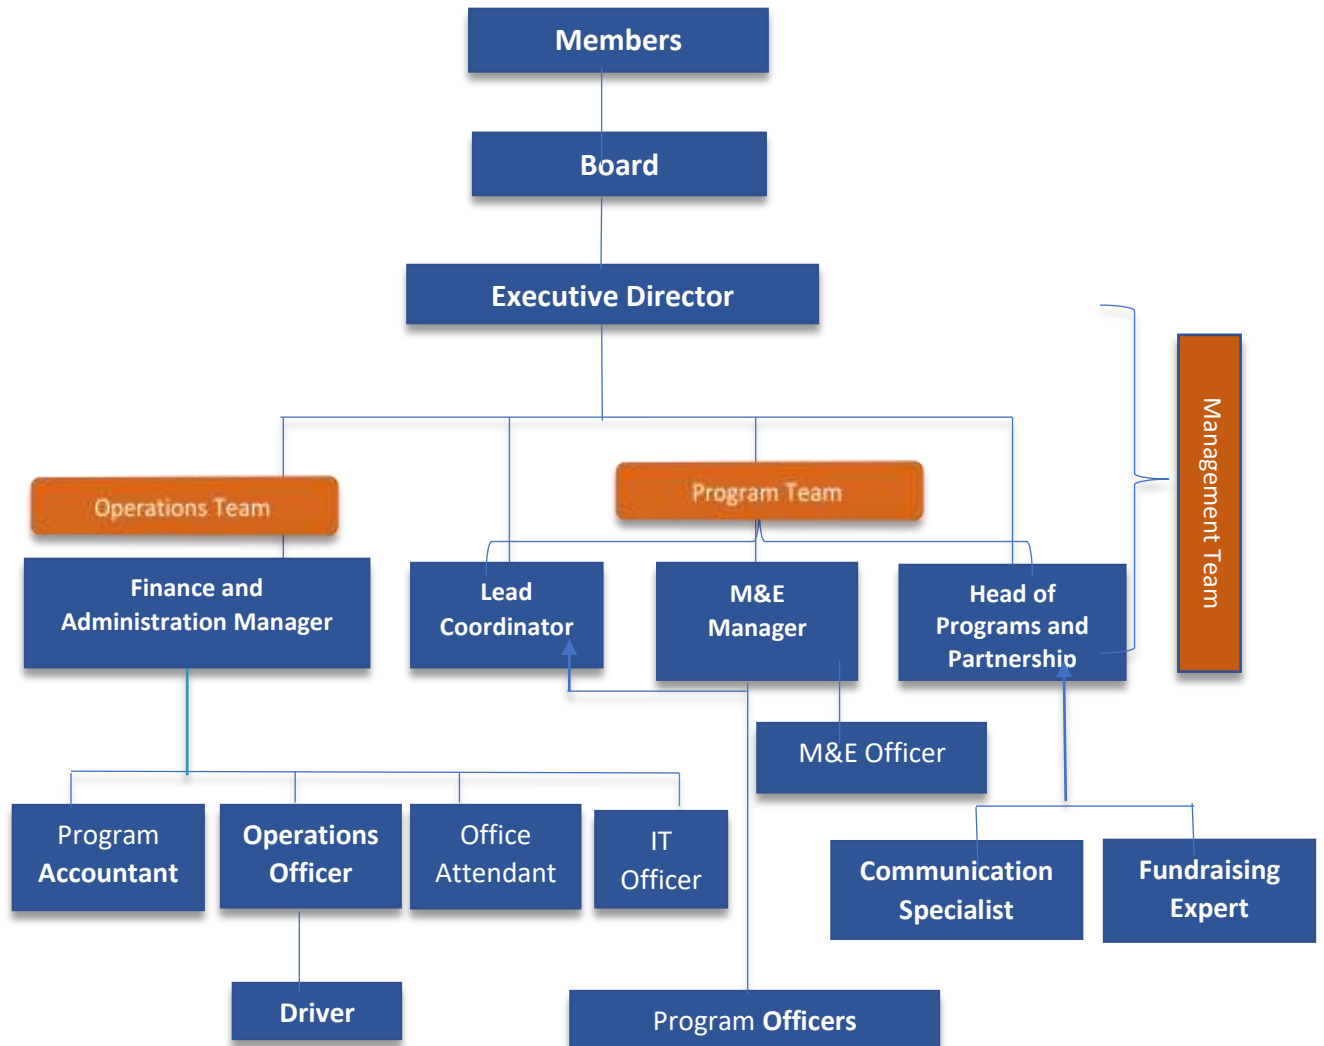 Members
Board
Executive Director
Management Team
Operations Team
Program Team
Finance and
Administration Manager
Lead
Coordinator
M&E
Manager
Head of
Programs and
Partnership
M&E Officer
Program
Accountant
Operations
Officer
Office
Attendant
IT
Officer
Communication
Specialist
Fundraising
Expert
Driver
Program Officers